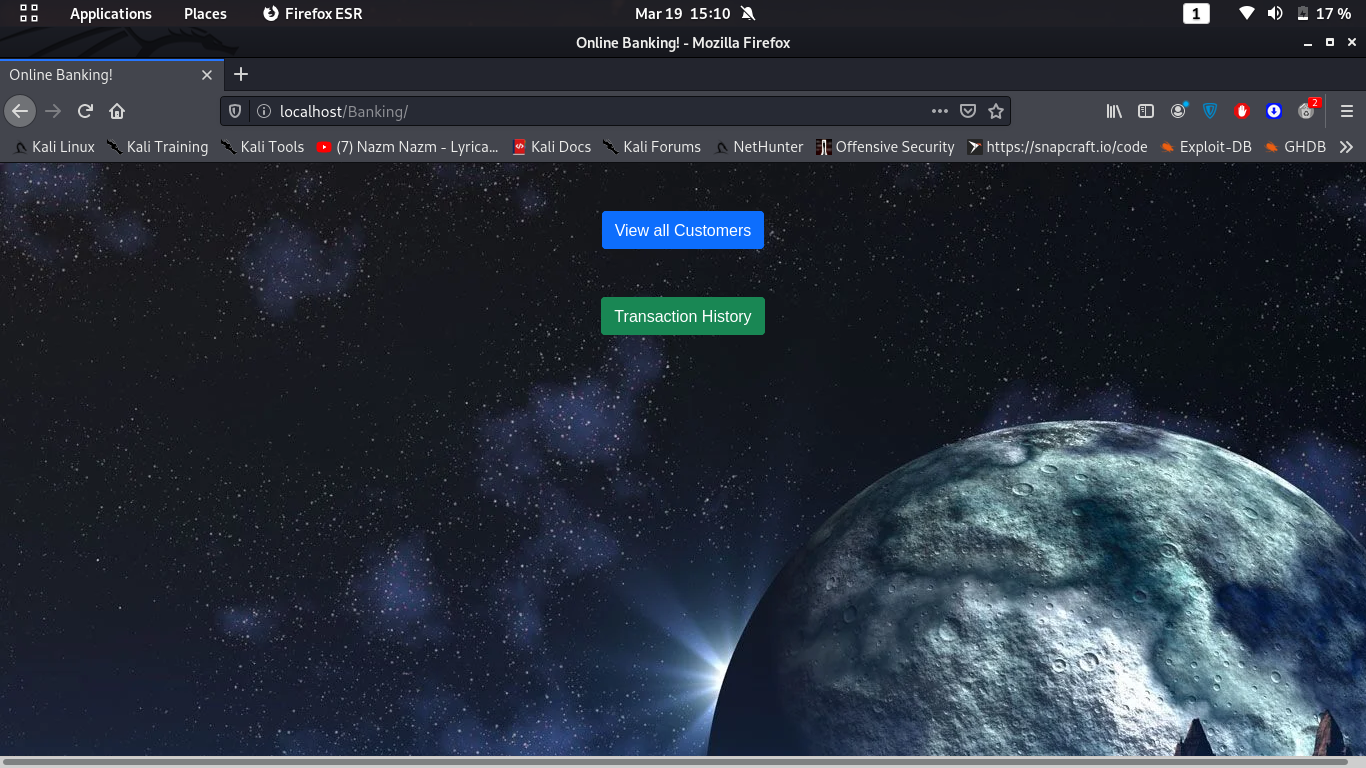 Applications Places Firefox ESR Mar 19 15:10 1 17 %
Online Banking! - Mozilla Firefox
Online Banking!
localhost/Banking/ 2
Kali Linux Kali Training Kali Tools (7) Nazm Nazm - Lyrica... Kali Docs Kali Forums NetHunter Offensive Security https://snapcraft.io/code Exploit-DB GHDB
View all Customers
Transaction History